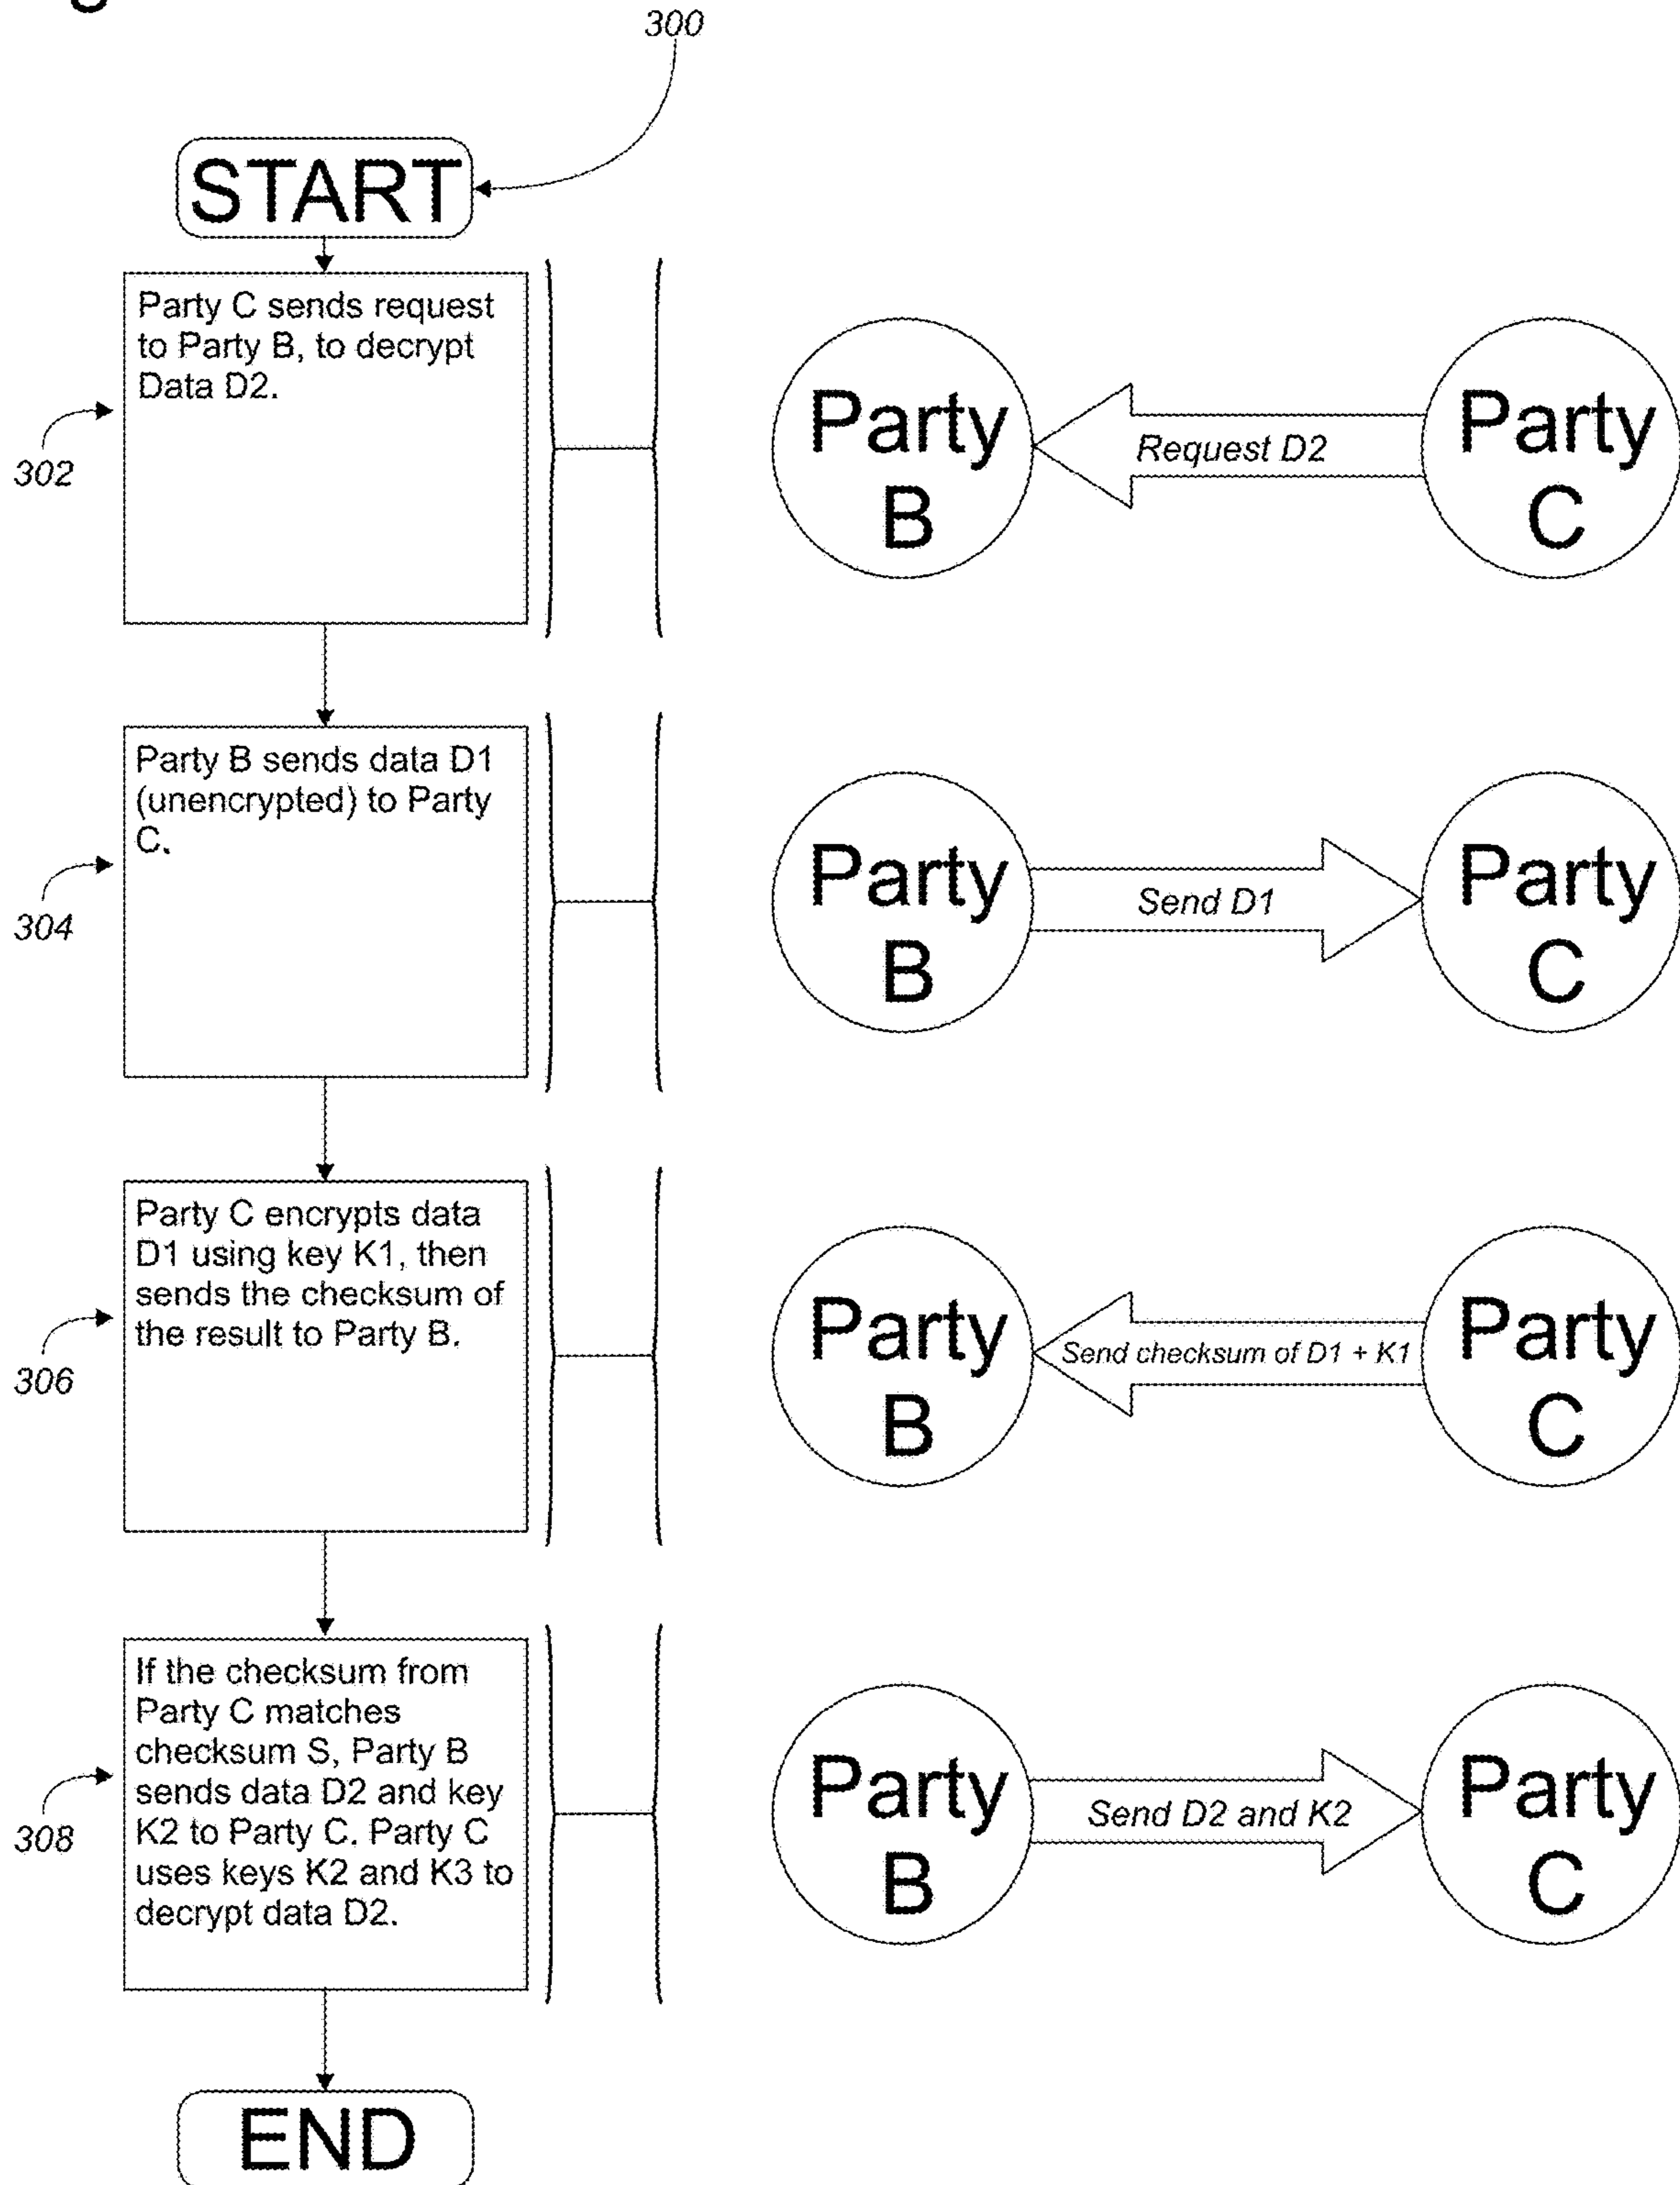 300
START
Party C sends request
to Party B, to decrypt
Data D2.
302
Party
B
Request D2
Party
C
Party B sends data D1
(unencrypted) to Party
C.
304
Party
B
Send D1
Party
C
Party C encrypts data
D1 using key K1, then
sends the checksum of
the result to Party B.
306
Party
B
Send checksum of D1 + K1
Party
C
If the checksum from
Party C matches
checksum S, Party B
sends data D2 and key
K2 to Party C. Party C
uses keys K2 and K3 to
decrypt data D2.
308
Party
B
Send D2 and K2
Party
C
END